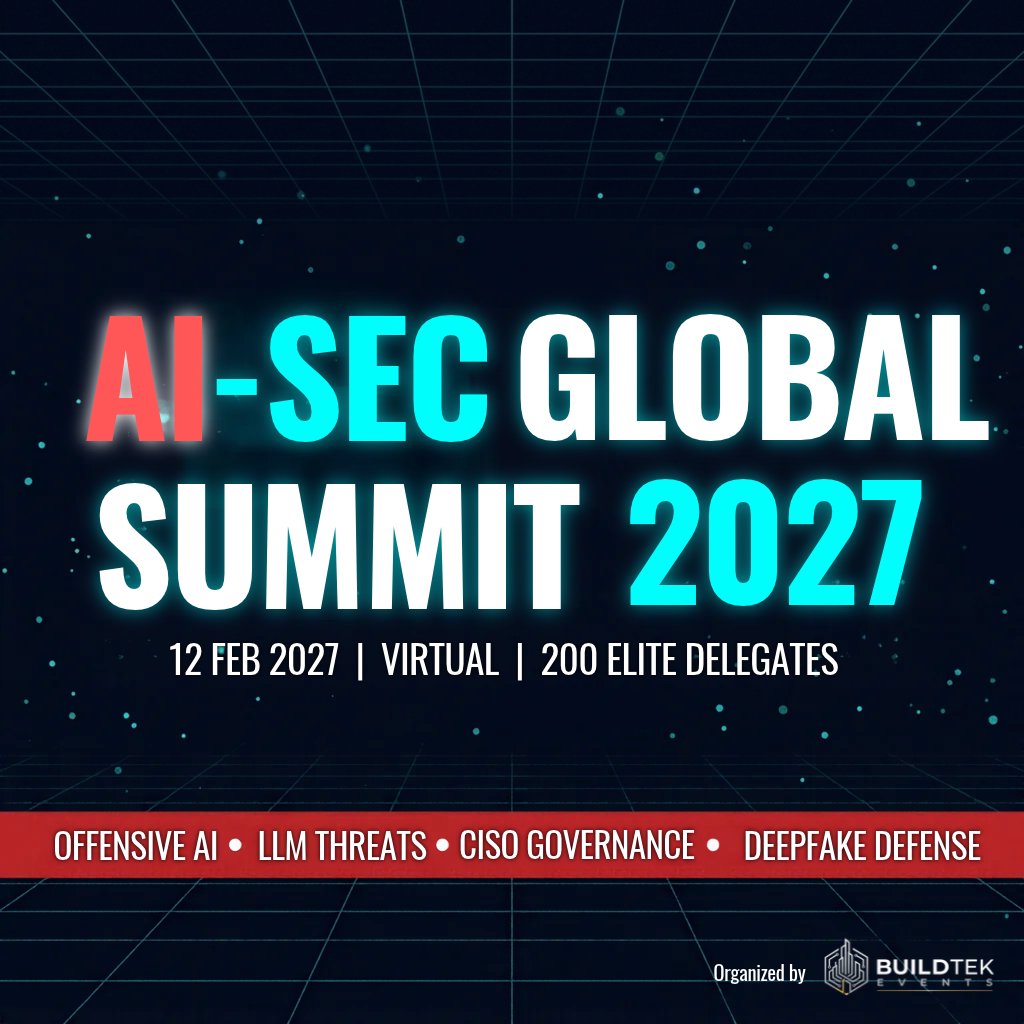 AI-SEC GLOBAL
SUMMIT 2027
12 FEB 2027 | VIRTUAL | 200 ELITE DELEGATES
OFFENSIVE AI • LLM THREATS • CISO GOVERNANCE • DEEPFAKE DEFENSE
Organized by BUILDTEK
EVENTS